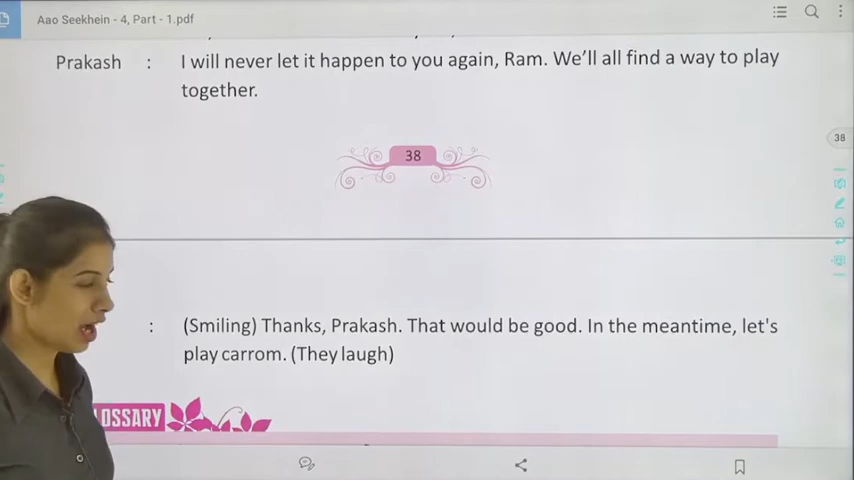 Aao Seekhein - 4, Part - 1.pdf
Prakash : I will never let it happen to you again, Ram. We'll all find a way to play
together.
38
38
: (Smiling) Thanks, Prakash. That would be good. In the meantime, let's
play carrom. (They laugh)
LOSSARY